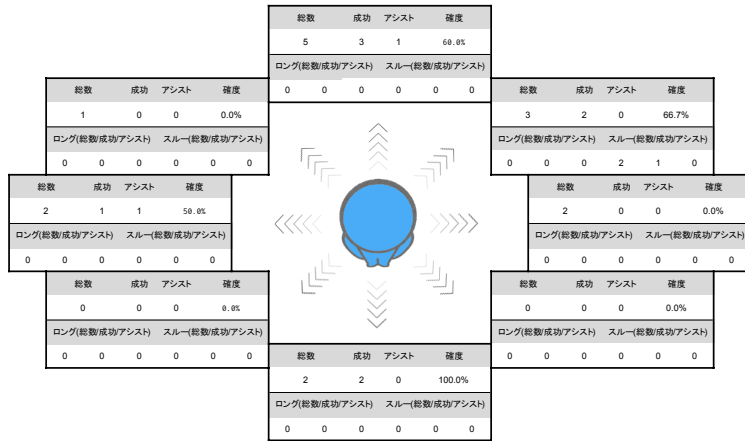 総数 成功 アシスト 確度
5 3 1 60.0%
ロング(総数/成功/アシスト) スルー(総数/成功/アシスト)
0 0 0 0 0 0
総数 成功 アシスト 確度
1 0 0 0.0%
ロング(総数/成功/アシスト) スルー(総数/成功/アシスト)
0 0 0 0 0 0
総数 成功 アシスト 確度
3 2 0 66.7%
ロング(総数/成功/アシスト) スルー(総数/成功/アシスト)
0 0 0 2 1 0
総数 成功 アシスト 確度
2 1 1 50.0%
ロング(総数/成功/アシスト) スルー(総数/成功/アシスト)
0 0 0 0 0 0
総数 成功 アシスト 確度
2 0 0 0.0%
ロング(総数/成功/アシスト) スルー(総数/成功/アシスト)
0 0 0 0 0 0
総数 成功 アシスト 確度
0 0 0 0.0%
ロング(総数/成功/アシスト) スルー(総数/成功/アシスト)
0 0 0 0 0 0
総数 成功 アシスト 確度
0 0 0 0.0%
ロング(総数/成功/アシスト) スルー(総数/成功/アシスト)
0 0 0 0 0 0
総数 成功 アシスト 確度
2 2 0 100.0%
ロング(総数/成功/アシスト) スルー(総数/成功/アシスト)
0 0 0 0 0 0